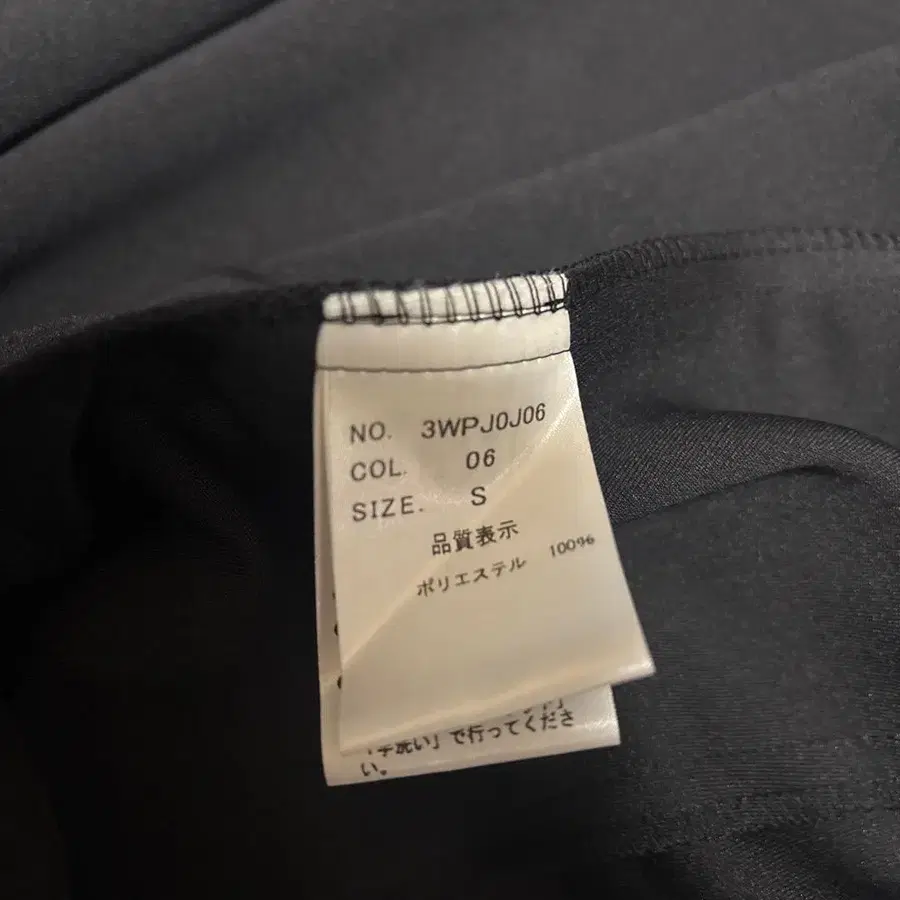 NO. 3WPJ0J06
COL. 06
SIZE. S
品質表示
ポリエステル 100%
「手洗い」で行ってくださ
い。